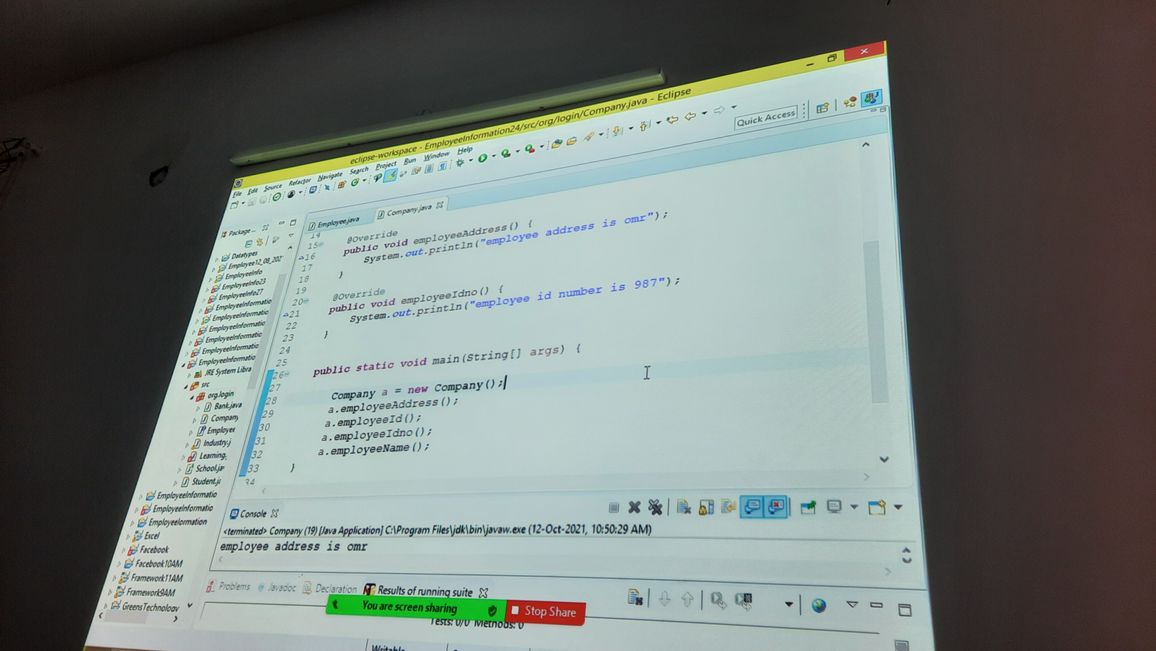 eclipse-workspace - EmployeeInformation24/src/org/login/Company.java - Eclipse
File Edit Source Refactor Navigate Search Project Run Window Help
Quick Access
Package...
Employee.java Company.java
Datatypes
Employee12_08_202
EmployeeInfo
EmployeeInfo23
EmployeeInfo27
EmployeeInformatio
EmployeeInformatio
EmployeeInformatio
EmployeeInformatio
EmployeeInformatio
EmployeeInformatio
JRE System Libra
src
org.login
Bank.java
Company
Employee
Industry.j
Learning.
School.ja
Student.ja
EmployeeInformatio
EmployeeInformatio
EmployeeIormation
Excel
Facebook
Facebook10AM
Framework11AM
Framework9AM
GreensTechnology
14
15 @Override
16 public void employeeAddress() {
17 System.out.println("employee address is omr");
18 }
19
20 @Override
21 public void employeeIdno() {
22 System.out.println("employee id number is 987");
23 }
24
25
26 public static void main(String[] args) {
27
28 Company a = new Company();
29 a.employeeAddress();
30 a.employeeId();
31 a.employeeIdno();
32 a.employeeName();
33 }
34
Console
<terminated> Company (19) [Java Application] C:\Program Files\jdk\bin\javaw.exe (12-Oct-2021, 10:50:29 AM)
employee address is omr
Problems Javadoc Declaration Results of running suite
You are screen sharing Stop Share
Tests: 0/0 Methods: 0
Writable